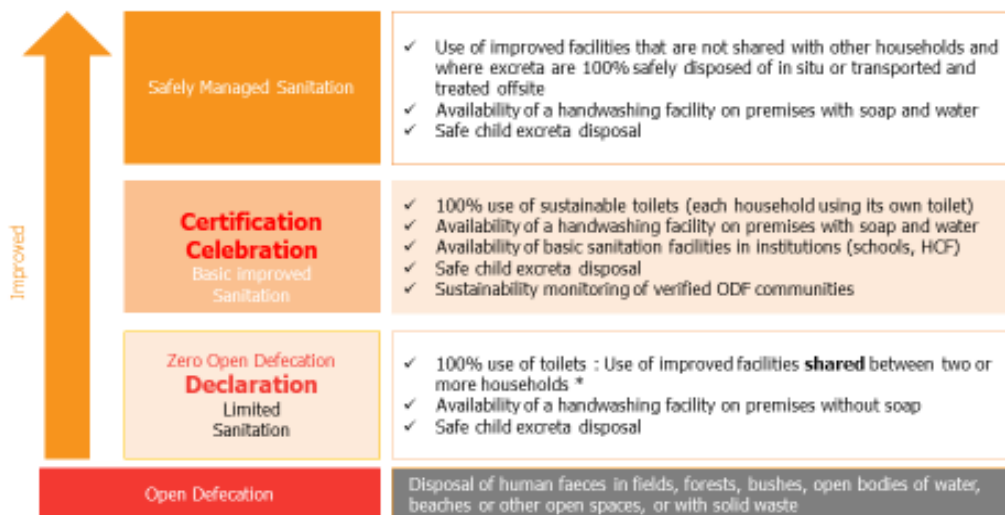 Improved
Safely Managed Sanitation
✓ Use of improved facilities that are not shared with other households and
where excreta are 100% safely disposed of in situ or transported and
treated offsite
✓ Availability of a handwashing facility on premises with soap and water
✓ Safe child excreta disposal
Certification
Celebration
Basic improved
Sanitation
✓ 100% use of sustainable toilets (each household using its own toilet)
✓ Availability of a handwashing facility on premises with soap and water
✓ Availability of basic sanitation facilities in institutions (schools, HCF)
✓ Safe child excreta disposal
✓ Sustainability monitoring of verified ODF communities
Zero Open Defecation
Declaration
Limited
Sanitation
✓ 100% use of toilets : Use of improved facilities shared between two or
more households *
✓ Availability of a handwashing facility on premises without soap
✓ Safe child excreta disposal
Open Defecation
Disposal of human faeces in fields, forests, bushes, open bodies of water,
beaches or other open spaces, or with solid waste